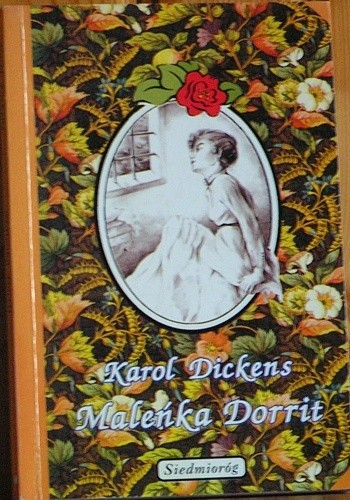 Karol Dickens
Maleńka Dorrit
Siedmioróg